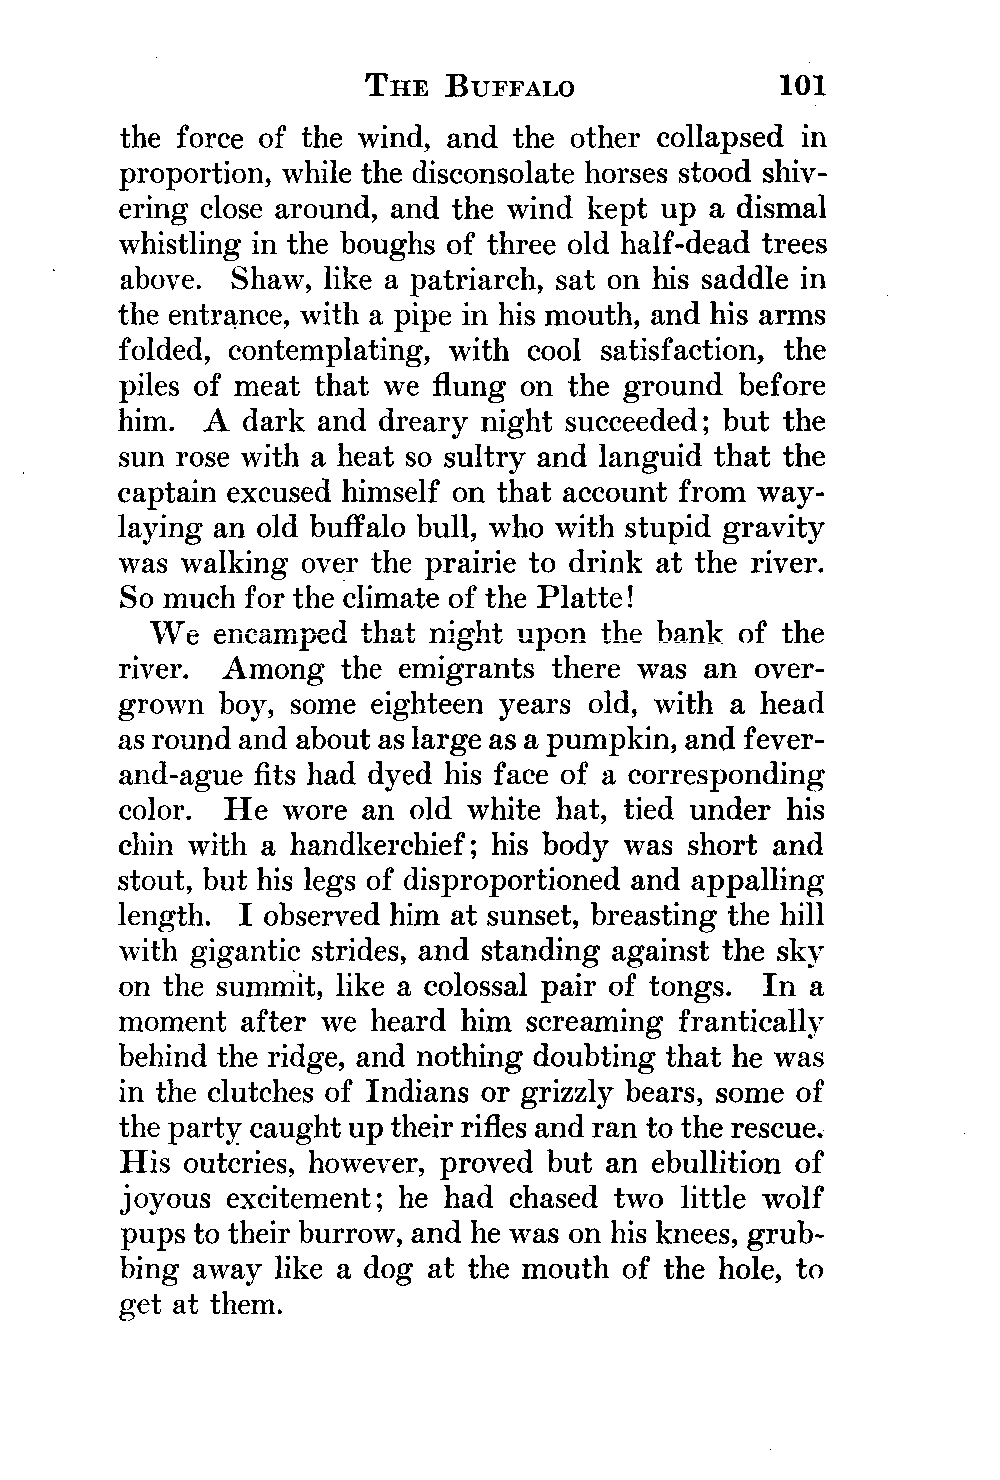 THE BUFFALO 101
the force of the wind, and the other collapsed in
proportion, while the disconsolate horses stood shiv-
ering close around, and the wind kept up a dismal
whistling in the boughs of three old half-dead trees
above. Shaw, like a patriarch, sat on his saddle in
the entrance, with a pipe in his mouth, and his arms
folded, contemplating, with cool satisfaction, the
piles of meat that we flung on the ground before
him. A dark and dreary night succeeded; but the
sun rose with a heat so sultry and languid that the
captain excused himself on that account from way-
laying an old buffalo bull, who with stupid gravity
was walking over the prairie to drink at the river.
So much for the climate of the Platte!
We encamped that night upon the bank of the
river. Among the emigrants there was an over-
grown boy, some eighteen years old, with a head
as round and about as large as a pumpkin, and fever-
and-ague fits had dyed his face of a corresponding
color. He wore an old white hat, tied under his
chin with a handkerchief; his body was short and
stout, but his legs of disproportioned and appalling
length. I observed him at sunset, breasting the hill
with gigantic strides, and standing against the sky
on the summit, like a colossal pair of tongs. In a
moment after we heard him screaming frantically
behind the ridge, and nothing doubting that he was
in the clutches of Indians or grizzly bears, some of
the party caught up their rifles and ran to the rescue.
His outcries, however, proved but an ebullition of
joyous excitement; he had chased two little wolf
pups to their burrow, and he was on his knees, grub-
bing away like a dog at the mouth of the hole, to
get at them.